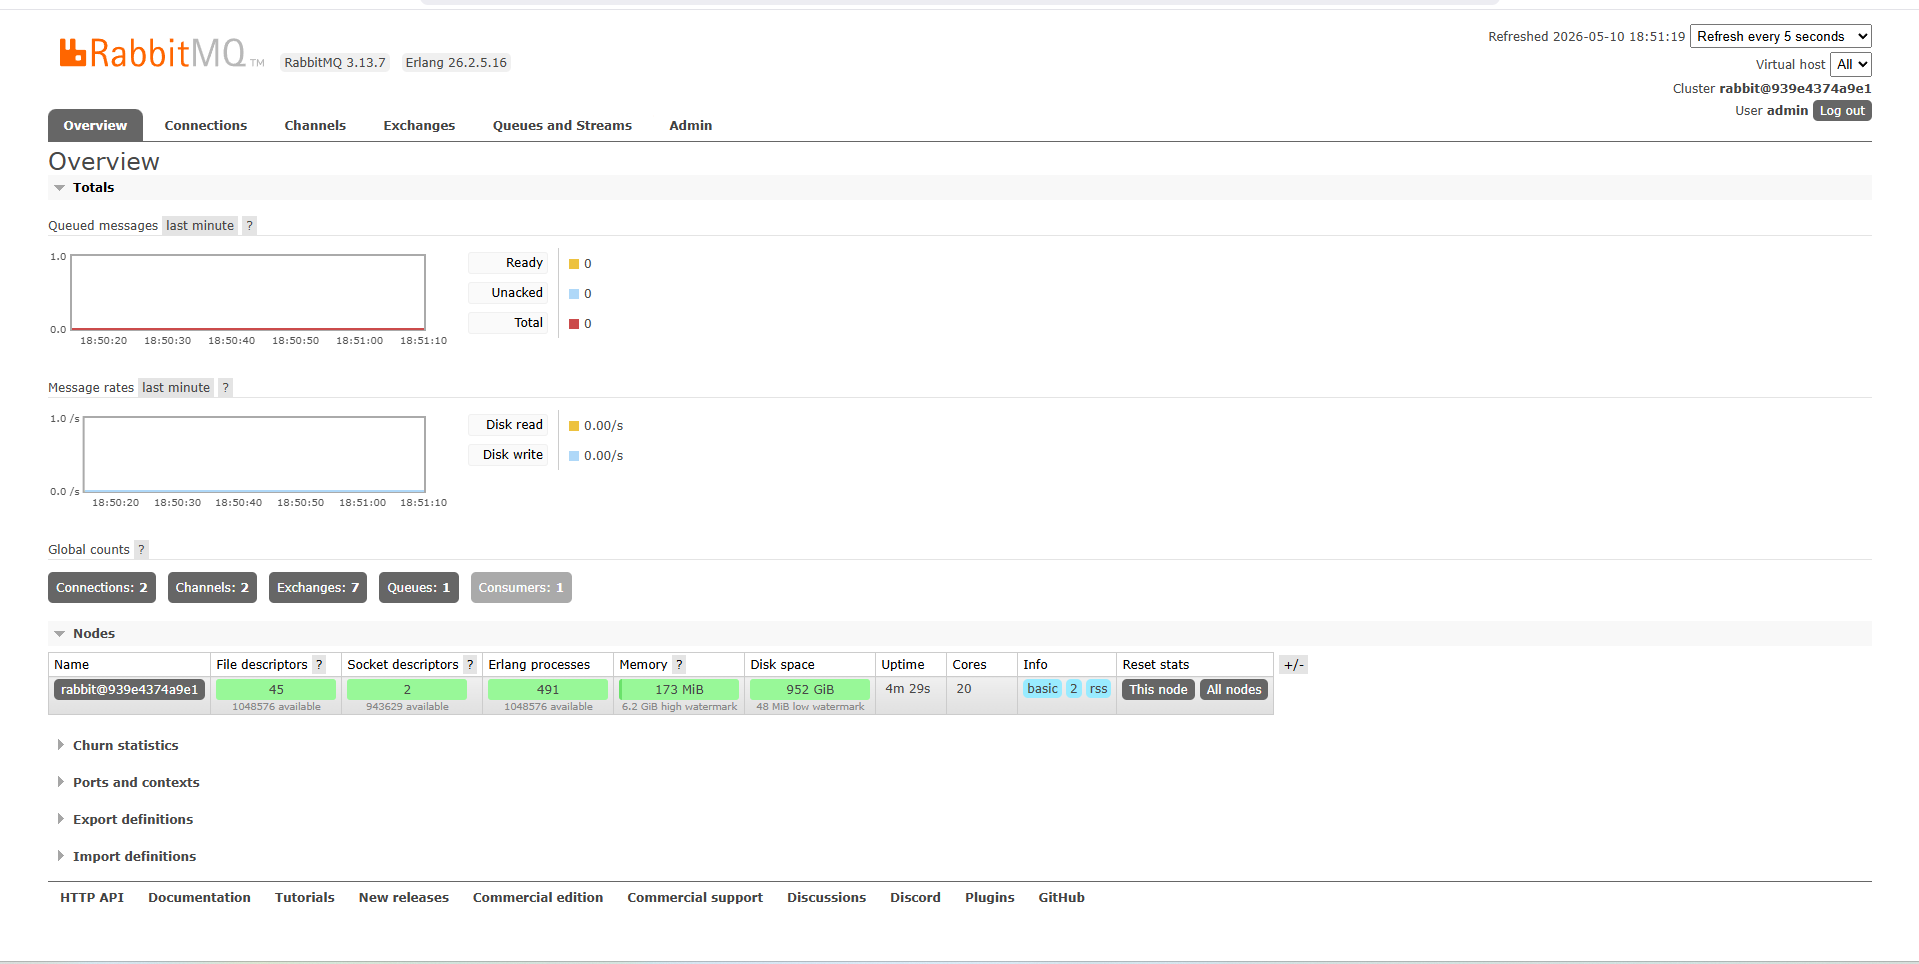 Refreshed 2026-05-10 18:51:19 Refresh every 5 seconds
RabbitMQ TM RabbitMQ 3.13.7 Erlang 26.2.5.16
Virtual host All
Cluster rabbit@939e4374a9e1
User admin Log out
Overview Connections Channels Exchanges Queues and Streams Admin
Overview
Totals
Queued messages last minute ?
1.0
0.0
18:50:20 18:50:30 18:50:40 18:50:50 18:51:00 18:51:10
Ready 0
Unacked 0
Total 0
Message rates last minute ?
1.0 /s
0.0 /s
18:50:20 18:50:30 18:50:40 18:50:50 18:51:00 18:51:10
Disk read 0.00/s
Disk write 0.00/s
Global counts ?
Connections: 2 Channels: 2 Exchanges: 7 Queues: 1 Consumers: 1
Nodes
Name File descriptors ? Socket descriptors ? Erlang processes Memory ? Disk space Uptime Cores Info Reset stats +/-
rabbit@939e4374a9e1 45 2 491 173 MiB 952 GiB 4m 29s 20 basic 2 rss This node All nodes
1048576 available 943629 available 1048576 available 6.2 GiB high watermark 48 MiB low watermark
Churn statistics
Ports and contexts
Export definitions
Import definitions
HTTP API Documentation Tutorials New releases Commercial edition Commercial support Discussions Discord Plugins GitHub